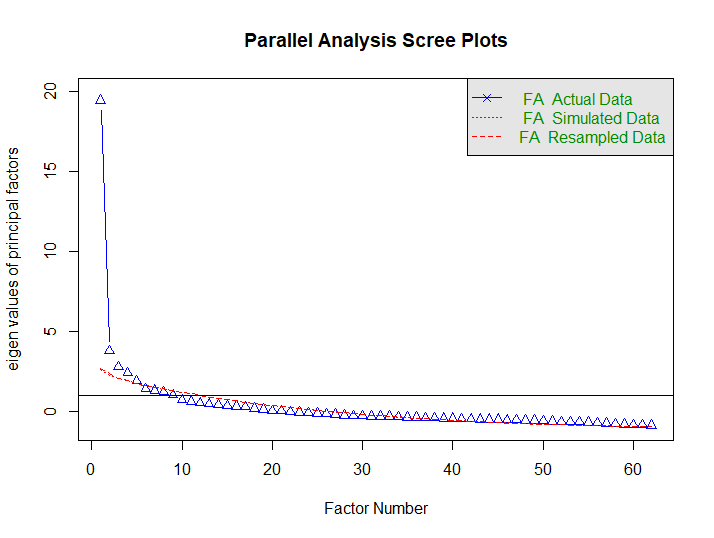 Parallel Analysis Scree Plots
FA Actual Data
FA Simulated Data
FA Resampled Data
eigen values of principal factors
20
15
10
5
0
0 10 20 30 40 50 60
Factor Number